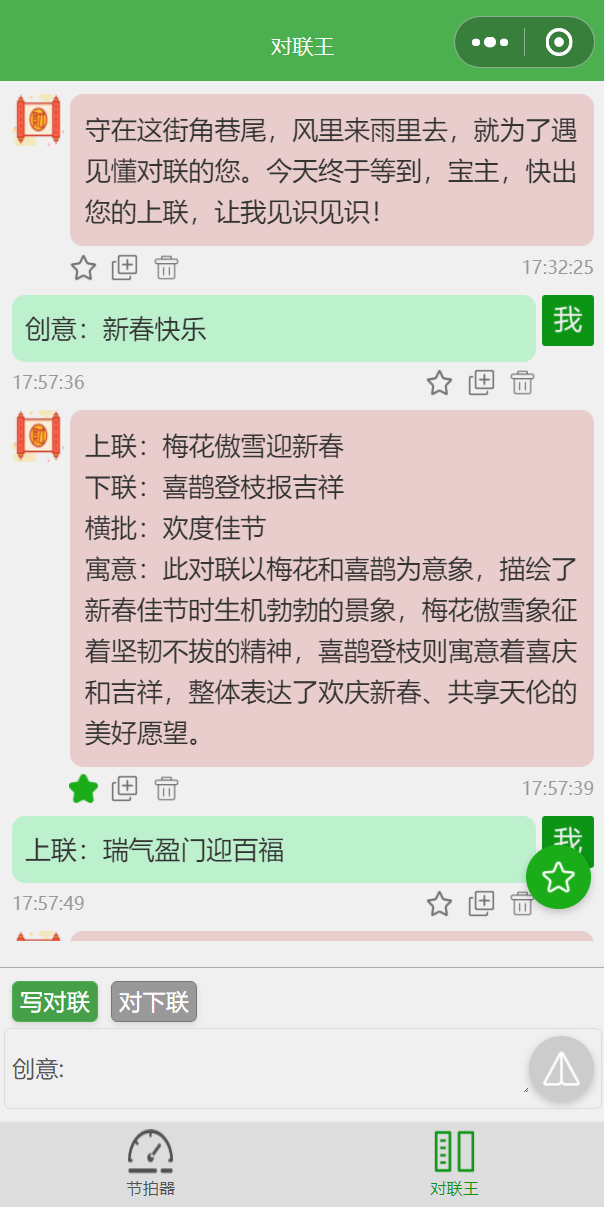 对联王
守在这街角巷尾，风里来雨里去，就为了遇
见懂对联的您。今天终于等到，宝主，快出
您的上联，让我见识见识！
17:32:25
创意：新春快乐
我
17:57:36
上联：梅花傲雪迎新春
下联：喜鹊登枝报吉祥
横批：欢度佳节
寓意：此对联以梅花和喜鹊为意象，描绘了
新春佳节时生机勃勃的景象，梅花傲雪象征
着坚韧不拔的精神，喜鹊登枝则寓意着喜庆
和吉祥，整体表达了欢庆新春、共享天伦的
美好愿望。
17:57:39
上联：瑞气盈门迎百福
我
17:57:49
写对联 对下联
创意:
节拍器 对联王